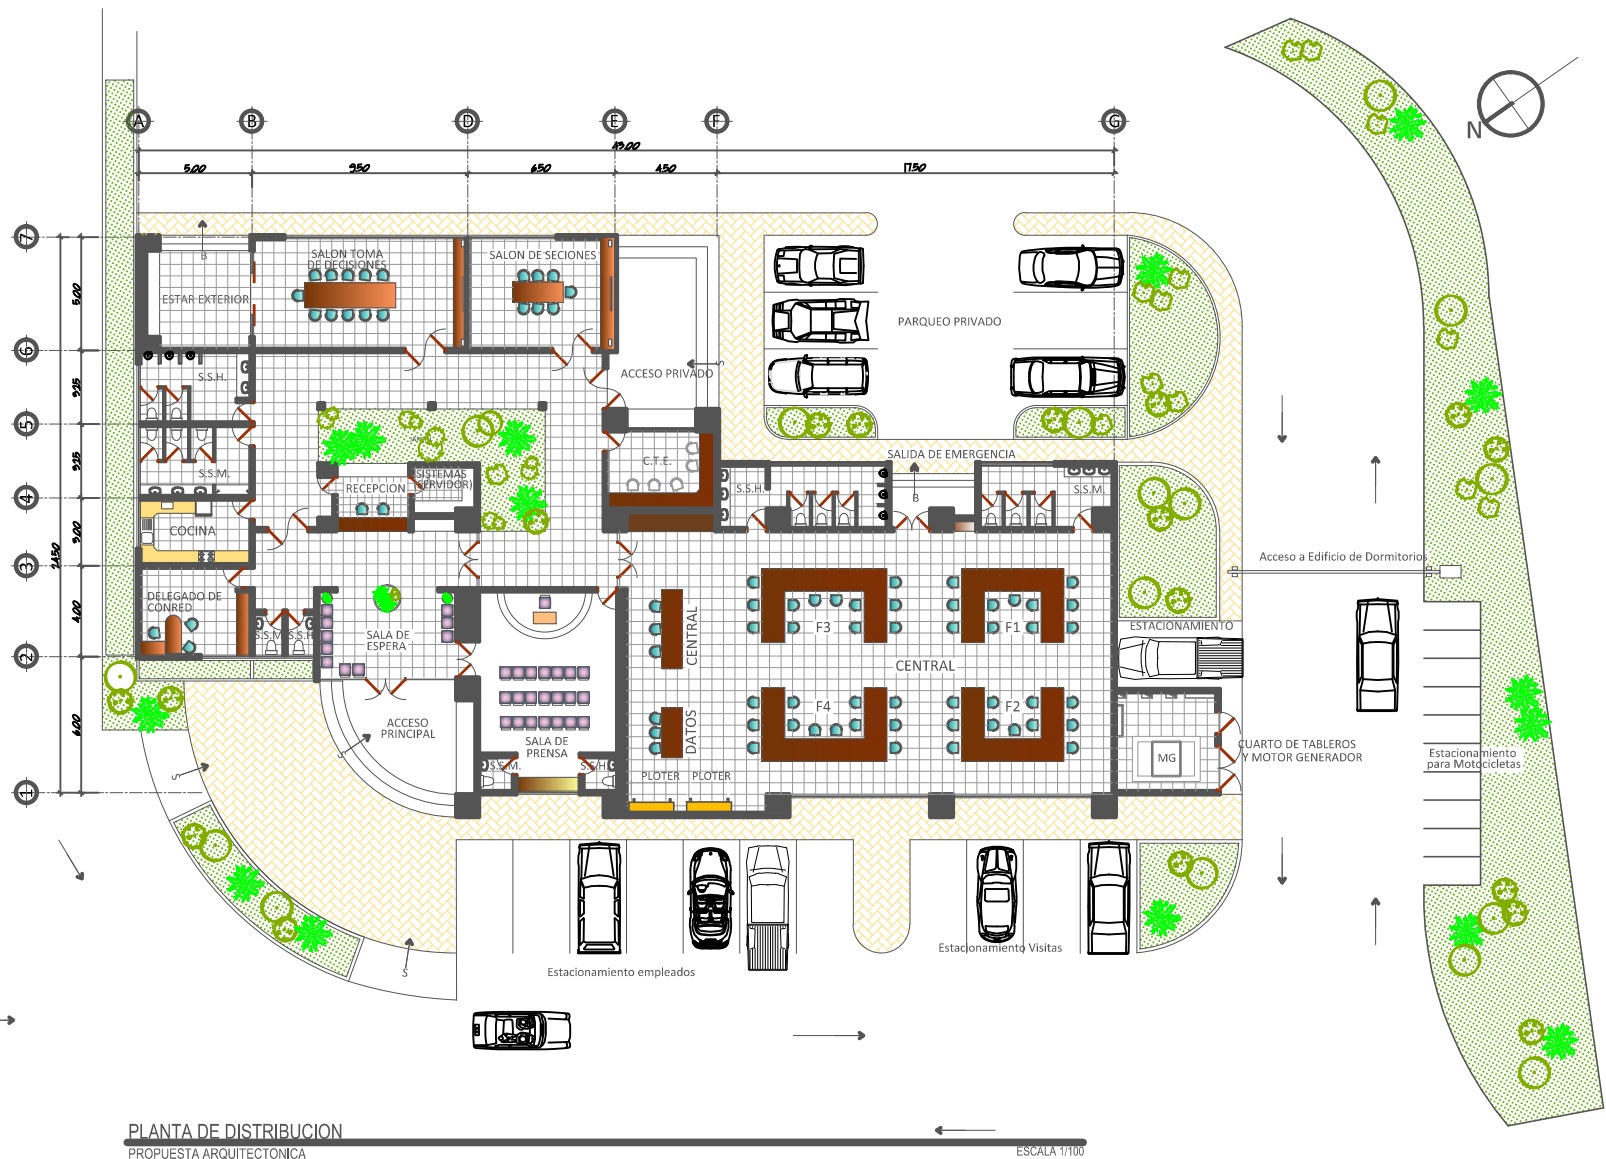 A B D E F G
43.00
5.00 9.50 6.50 4.50 17.50
N
7
6
5
4
3
2
1
5.00
3.25
3.25
3.00
4.00
6.00
24.50
B
SALON TOMA
DE DECISIONES
SALON DE SECIONES
ESTAR EXTERIOR
PARQUEO PRIVADO
ACCESO PRIVADO
S
S.S.H.
S.S.M.
C.T.E.
SALIDA DE EMERGENCIA
B
SISTEMAS
(SERVIDOR)
RECEPCION
S.S.H.
S.S.M.
COCINA
Acceso a Edificio de Dormitorios
DELEGADO DE
CONRED
S.S.M.
S.S.H.
SALA DE
ESPERA
CENTRAL
F3
F1
ESTACIONAMIENTO
CENTRAL
F4
F2
DATOS
ACCESO
PRINCIPAL
S
SALA DE
PRENSA
S.S.M.
S.S.H.
PLOTER PLOTER
MG
CUARTO DE TABLEROS
Y MOTOR GENERADOR
Estacionamiento
para Motocicletas
S
S
Estacionamiento empleados
Estacionamiento Visitas
PLANTA DE DISTRIBUCION
PROPUESTA ARQUITECTONICA
ESCALA 1/100